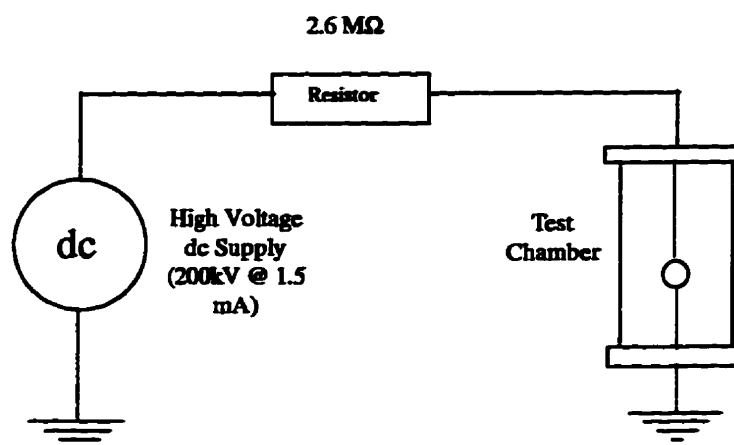 2.6 MΩ
Resistor
dc
High Voltage
dc Supply
(200kV @ 1.5
mA)
Test
Chamber